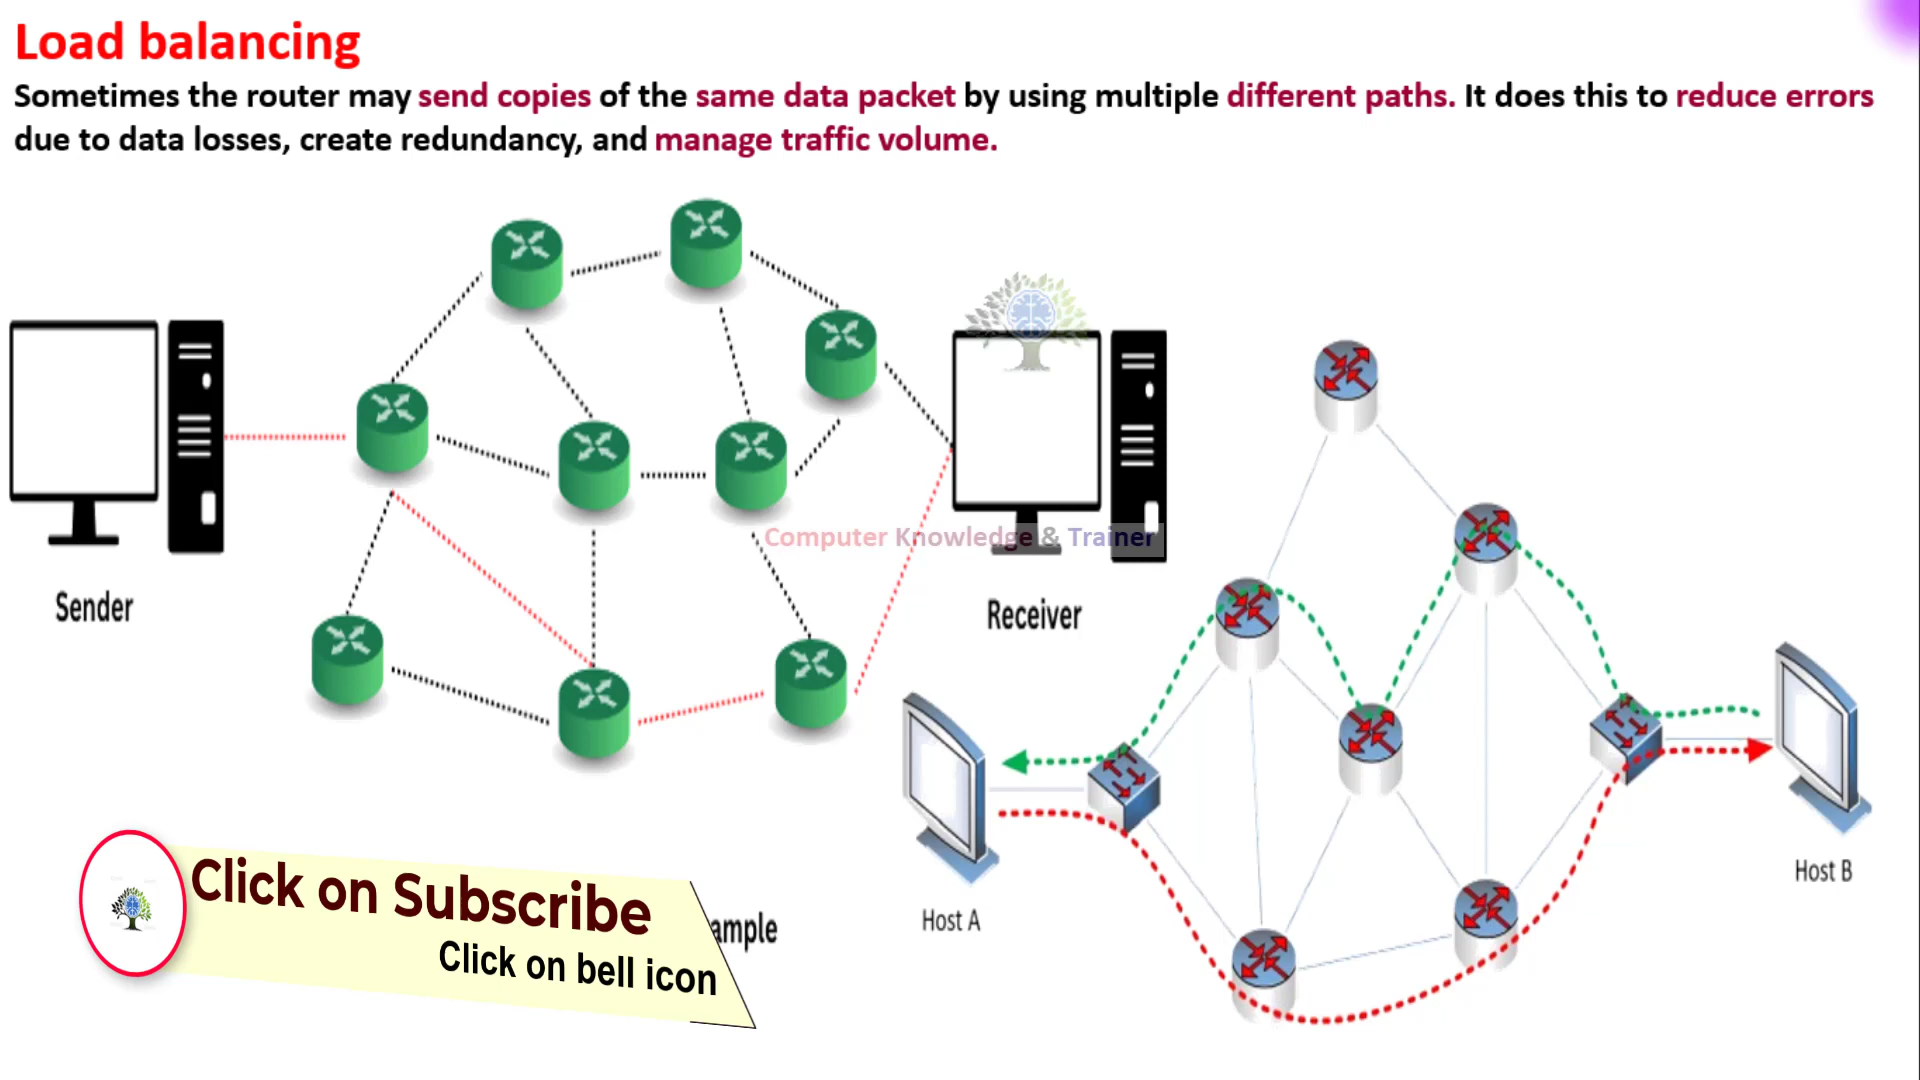 Load balancing
Sometimes the router may send copies of the same data packet by using multiple different paths. It does this to reduce errors
due to data losses, create redundancy, and manage traffic volume.
Computer Knowledge & Trainer
Sender
Receiver
Host B
Host A
Click on Subscribe
Click on bell icon